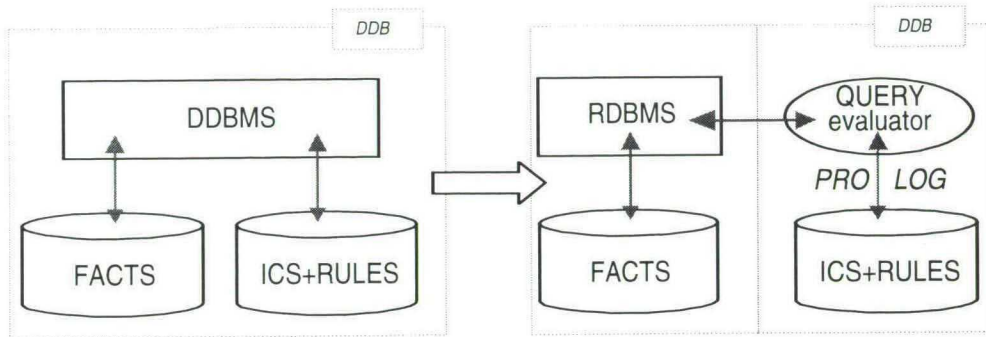 DDB
DDBMS
FACTS
ICS+RULES
DDB
RDBMS
QUERY
evaluator
PRO LOG
FACTS
ICS+RULES